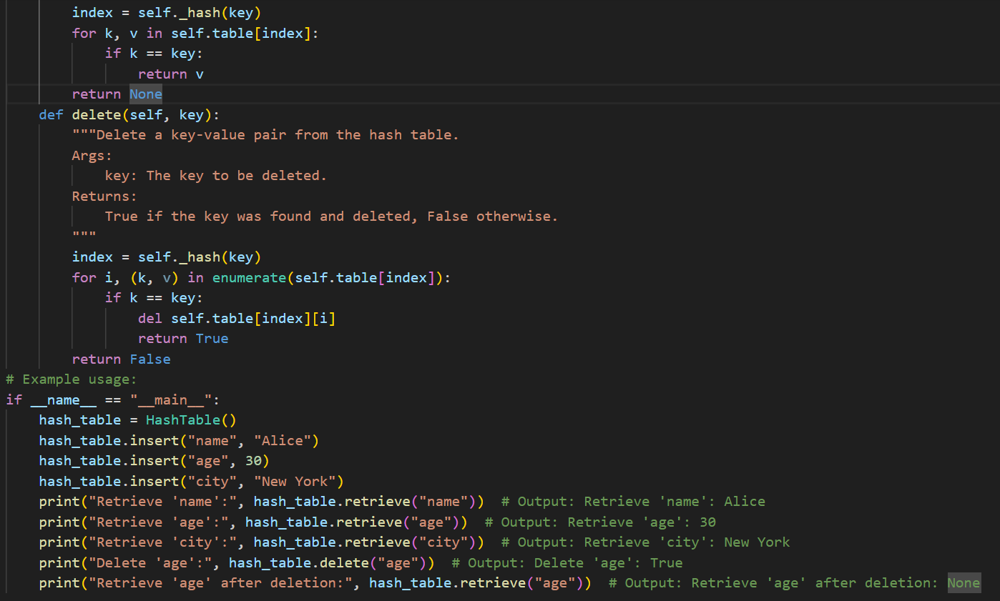 index = self._hash(key)
        for k, v in self.table[index]:
            if k == key:
                return v
        return None
    def delete(self, key):
        """Delete a key-value pair from the hash table.
        Args:
            key: The key to be deleted.
        Returns:
            True if the key was found and deleted, False otherwise.
        """
        index = self._hash(key)
        for i, (k, v) in enumerate(self.table[index]):
            if k == key:
                del self.table[index][i]
                return True
        return False
# Example usage:
if __name__ == "__main__":
    hash_table = HashTable()
    hash_table.insert("name", "Alice")
    hash_table.insert("age", 30)
    hash_table.insert("city", "New York")
    print("Retrieve 'name':", hash_table.retrieve("name"))  # Output: Retrieve 'name': Alice
    print("Retrieve 'age':", hash_table.retrieve("age"))  # Output: Retrieve 'age': 30
    print("Retrieve 'city':", hash_table.retrieve("city"))  # Output: Retrieve 'city': New York
    print("Delete 'age':", hash_table.delete("age"))  # Output: Delete 'age': True
    print("Retrieve 'age' after deletion:", hash_table.retrieve("age"))  # Output: Retrieve 'age' after deletion: None